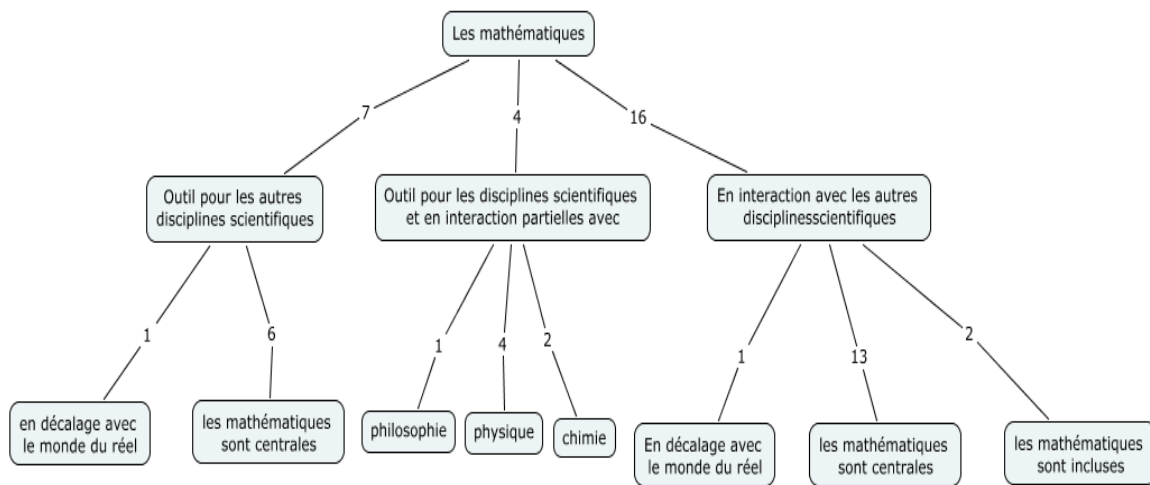 Les mathématiques
7
4
16
Outil pour les autres
disciplines scientifiques
Outil pour les disciplines scientifiques
et en interaction partielles avec
En interaction avec les autres
disciplinesscientifiques
1
6
1
4
2
1
13
2
en décalage avec
le monde du réel
les mathématiques
sont centrales
philosophie
physique
chimie
En décalage avec
le monde du réel
les mathématiques
sont centrales
les mathématiques
sont incluses